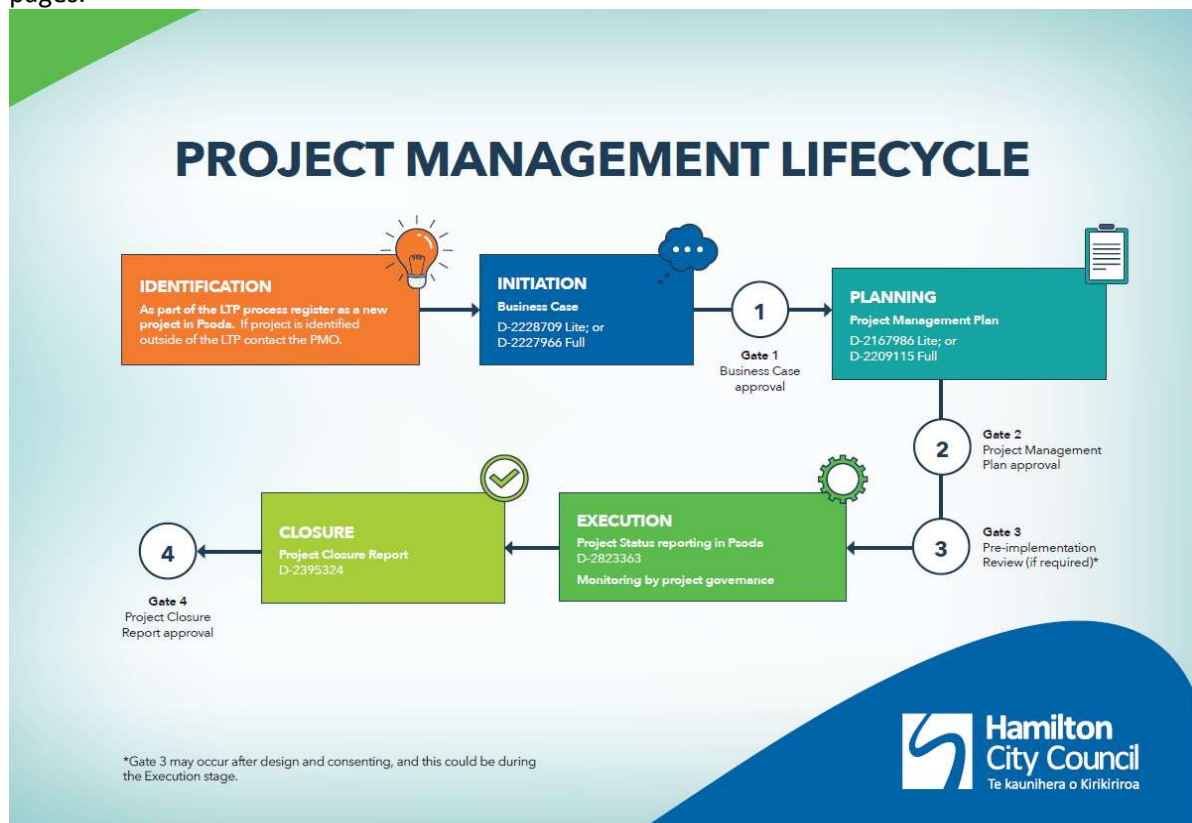 pages.
PROJECT MANAGEMENT LIFECYCLE
IDENTIFICATION
As part of the LTP process register as a new
project in Psoda. If project is identified
outside of the LTP contact the PMO.
INITIATION
Business Case
D-2228709 Lite; or
D-2227966 Full
1
Gate 1
Business Case
approval
PLANNING
Project Management Plan
D-2167986 Lite; or
D-2209115 Full
2
Gate 2
Project Management
Plan approval
3
Gate 3
Pre-implementation
Review (if required)*
EXECUTION
Project Status reporting in Psoda
D-2823363
Monitoring by project governance
CLOSURE
Project Closure Report
D-2395324
4
Gate 4
Project Closure
Report approval
*Gate 3 may occur after design and consenting, and this could be during
the Execution stage.
Hamilton
City Council
Te kaunihera o Kirikiriroa